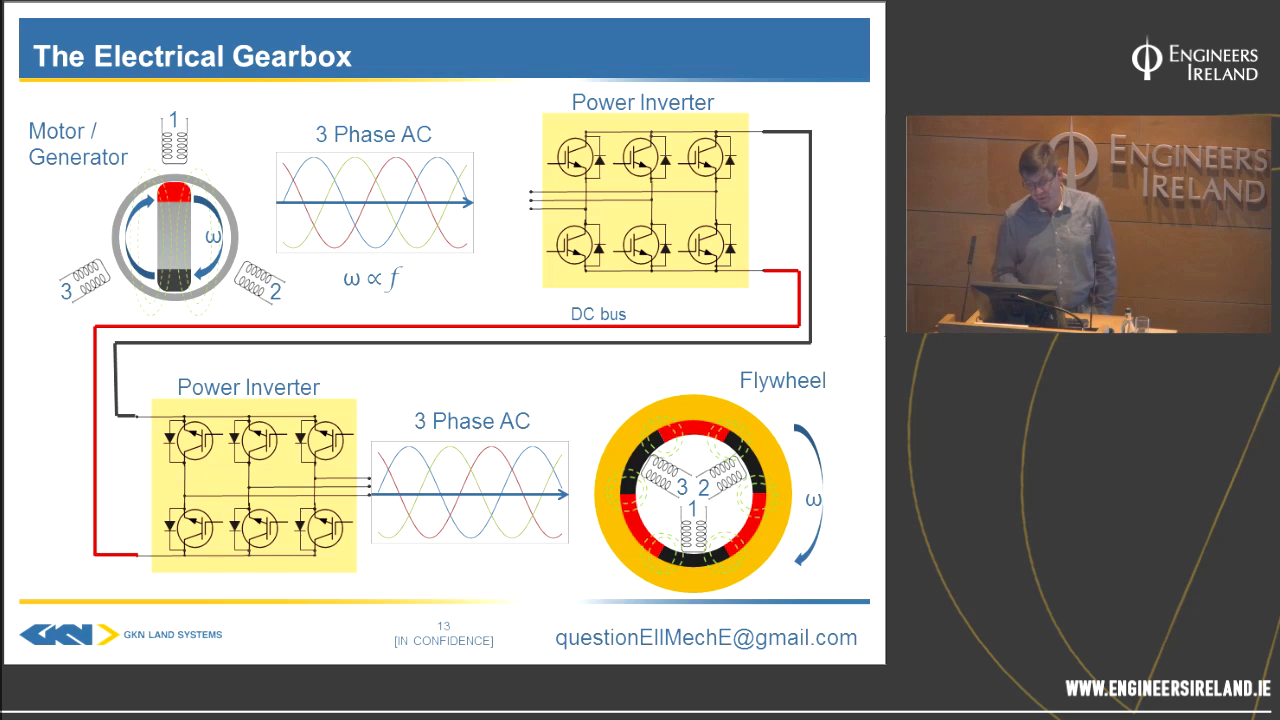 The Electrical Gearbox
Motor /
Generator
1
2
3
ω
3 Phase AC
ω ∝ f
Power Inverter
DC bus
Power Inverter
3 Phase AC
Flywheel
3 2
1
ω
GKN
GKN LAND SYSTEMS
13
[IN CONFIDENCE]
questionEIIMechE@gmail.com
ENGINEERS
IRELAND
ENGINEERS
IRELAND
WWW.ENGINEERSIRELAND.IE